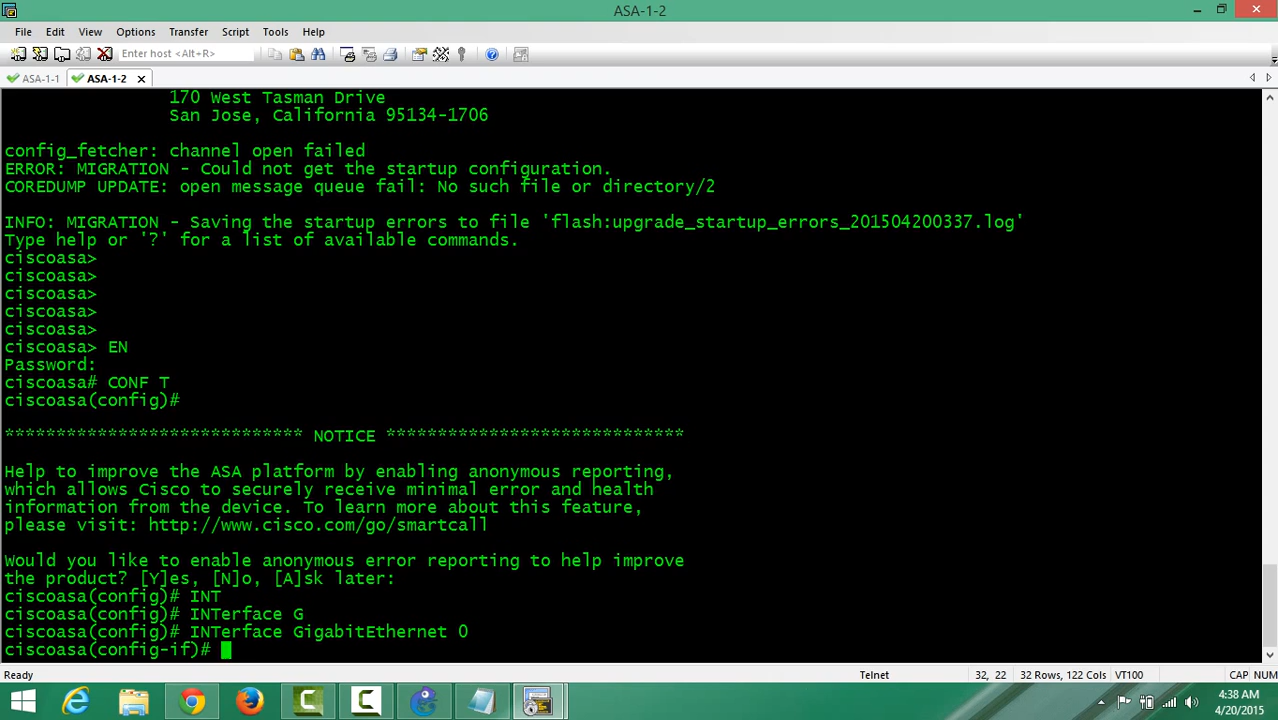 ASA-1-2
File Edit View Options Transfer Script Tools Help
Enter host <Alt+R>
ASA-1-1 ASA-1-2
170 West Tasman Drive
San Jose, California 95134-1706
config_fetcher: channel open failed
ERROR: MIGRATION - Could not get the startup configuration.
COREDUMP UPDATE: open message queue fail: No such file or directory/2
INFO: MIGRATION - Saving the startup errors to file 'flash:upgrade_startup_errors_201504200337.log'
Type help or '?' for a list of available commands.
ciscoasa>
ciscoasa>
ciscoasa>
ciscoasa>
ciscoasa>
ciscoasa> EN
Password:
ciscoasa# CONF T
ciscoasa(config)#
***************************** NOTICE *****************************
Help to improve the ASA platform by enabling anonymous reporting,
which allows Cisco to securely receive minimal error and health
information from the device. To learn more about this feature,
please visit: http://www.cisco.com/go/smartcall
Would you like to enable anonymous error reporting to help improve
the product? [Y]es, [N]o, [A]sk later:
ciscoasa(config)# INT
ciscoasa(config)# INTerface G
ciscoasa(config)# INTerface GigabitEthernet 0
ciscoasa(config-if)#
Ready Telnet 32, 22 32 Rows, 122 Cols VT100 CAP NUM
4:38 AM
4/20/2015